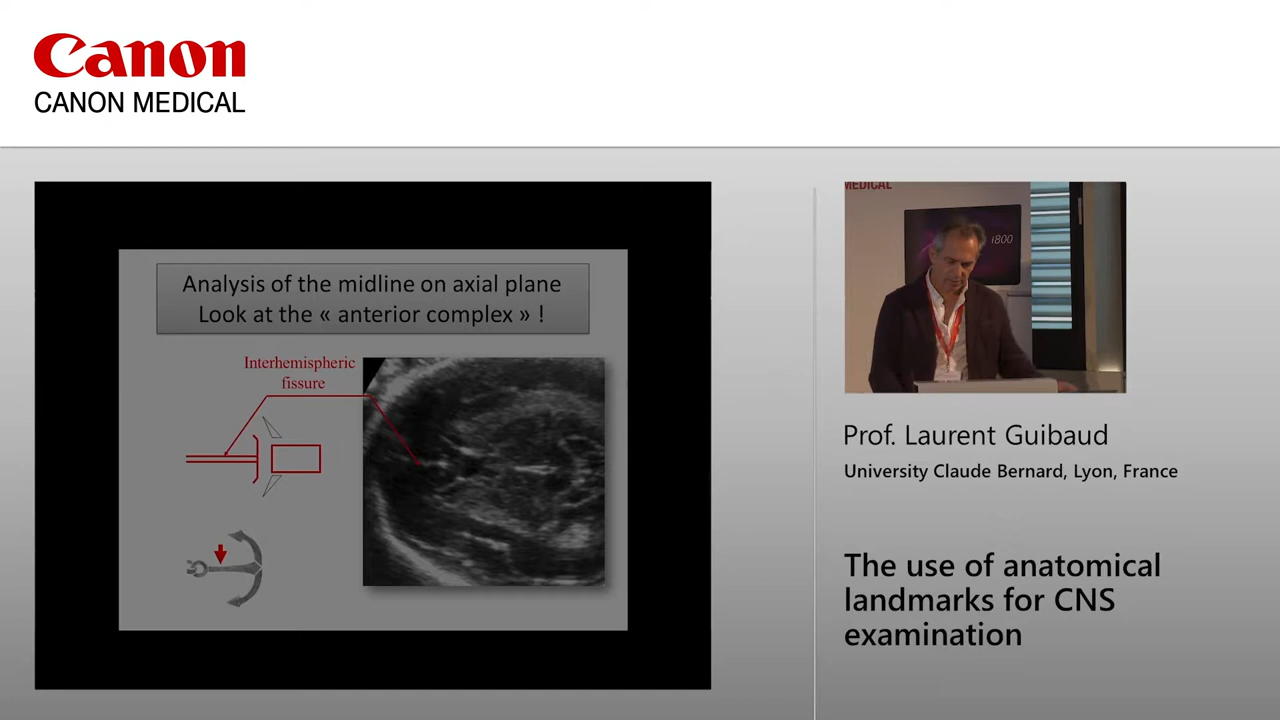 Canon
CANON MEDICAL
Analysis of the midline on axial plane
Look at the « anterior complex » !
Interhemispheric
fissure
MEDICAL
i800
Prof. Laurent Guibaud
University Claude Bernard, Lyon, France
The use of anatomical
landmarks for CNS
examination